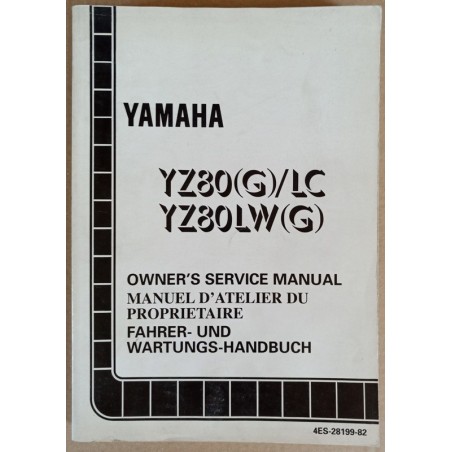 YAMAHA
YZ80(G)/LC
YZ80LW(G)
OWNER'S SERVICE MANUAL
MANUEL D'ATELIER DU
PROPRIETAIRE
FAHRER- UND
WARTUNGS-HANDBUCH
4ES-28199-82